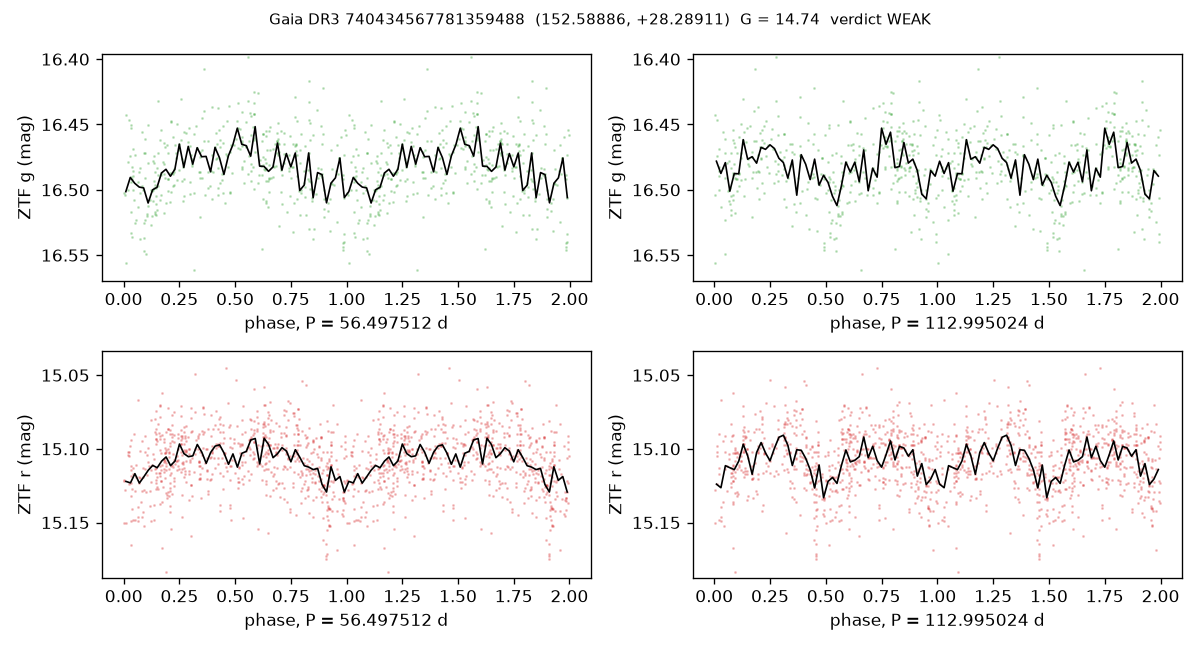 Gaia DR3 740434567781359488  (152.58886, +28.28911)  G = 14.74  verdict WEAK
ZTF g (mag)
16.40
16.45
16.50
16.55
0.00 0.25 0.50 0.75 1.00 1.25 1.50 1.75 2.00
phase, P = 56.497512 d
ZTF g (mag)
16.40
16.45
16.50
16.55
0.00 0.25 0.50 0.75 1.00 1.25 1.50 1.75 2.00
phase, P = 112.995024 d
ZTF r (mag)
15.05
15.10
15.15
0.00 0.25 0.50 0.75 1.00 1.25 1.50 1.75 2.00
phase, P = 56.497512 d
ZTF r (mag)
15.05
15.10
15.15
0.00 0.25 0.50 0.75 1.00 1.25 1.50 1.75 2.00
phase, P = 112.995024 d